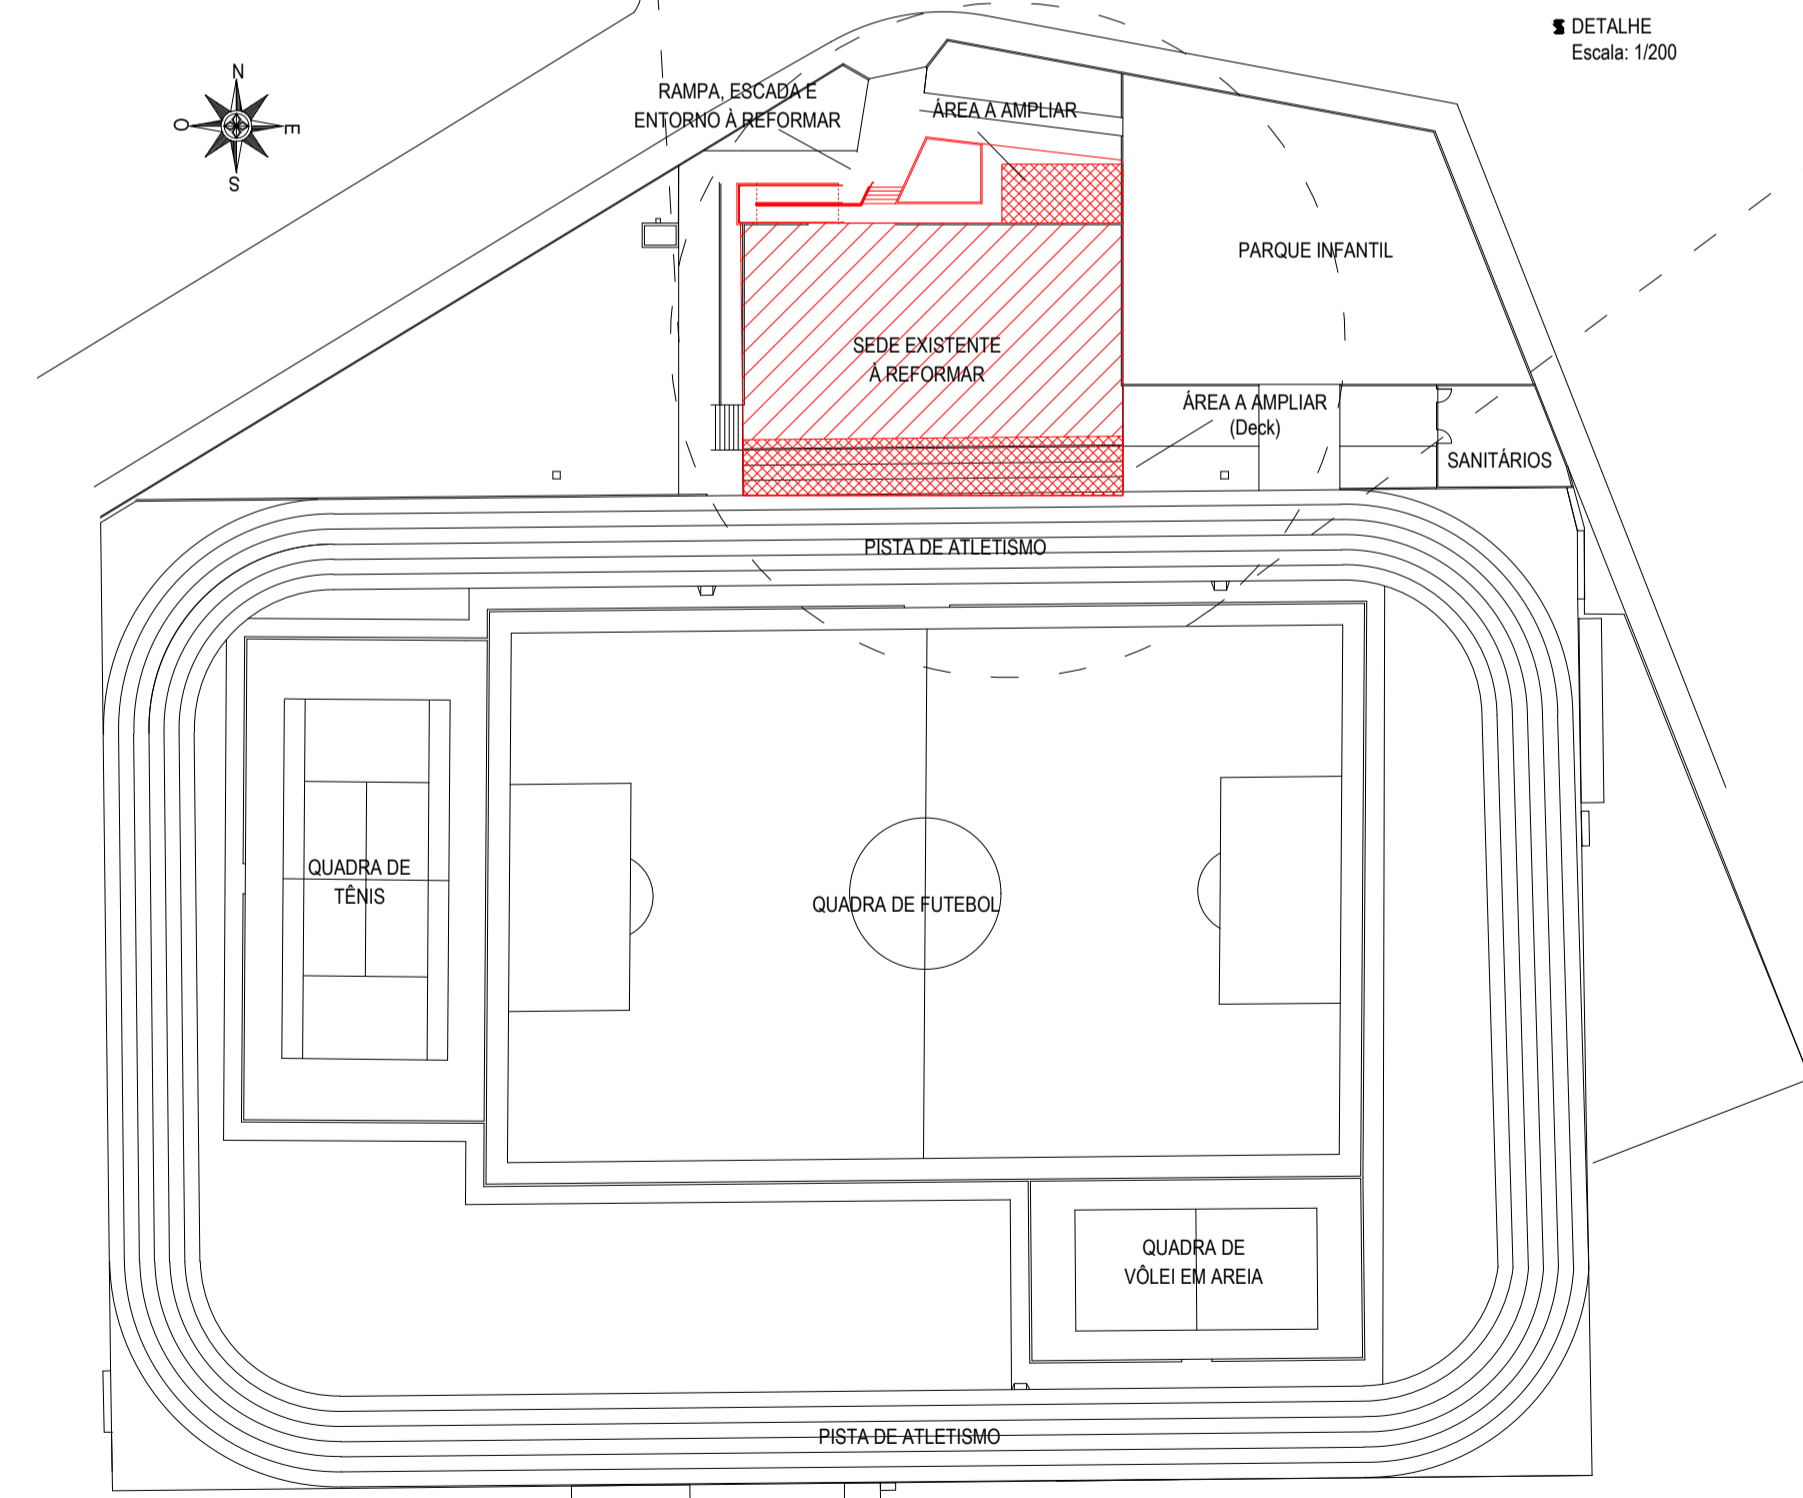 DETALHE
Escala: 1/200
N
O
E
S
RAMPA, ESCADA E
ENTORNO À REFORMAR
ÁREA A AMPLIAR
PARQUE INFANTIL
SEDE EXISTENTE
À REFORMAR
ÁREA A AMPLIAR
(Deck)
SANITÁRIOS
PISTA DE ATLETISMO
QUADRA DE
TÊNIS
QUADRA DE FUTEBOL
QUADRA DE
VÔLEI EM AREIA
PISTA DE ATLETISMO